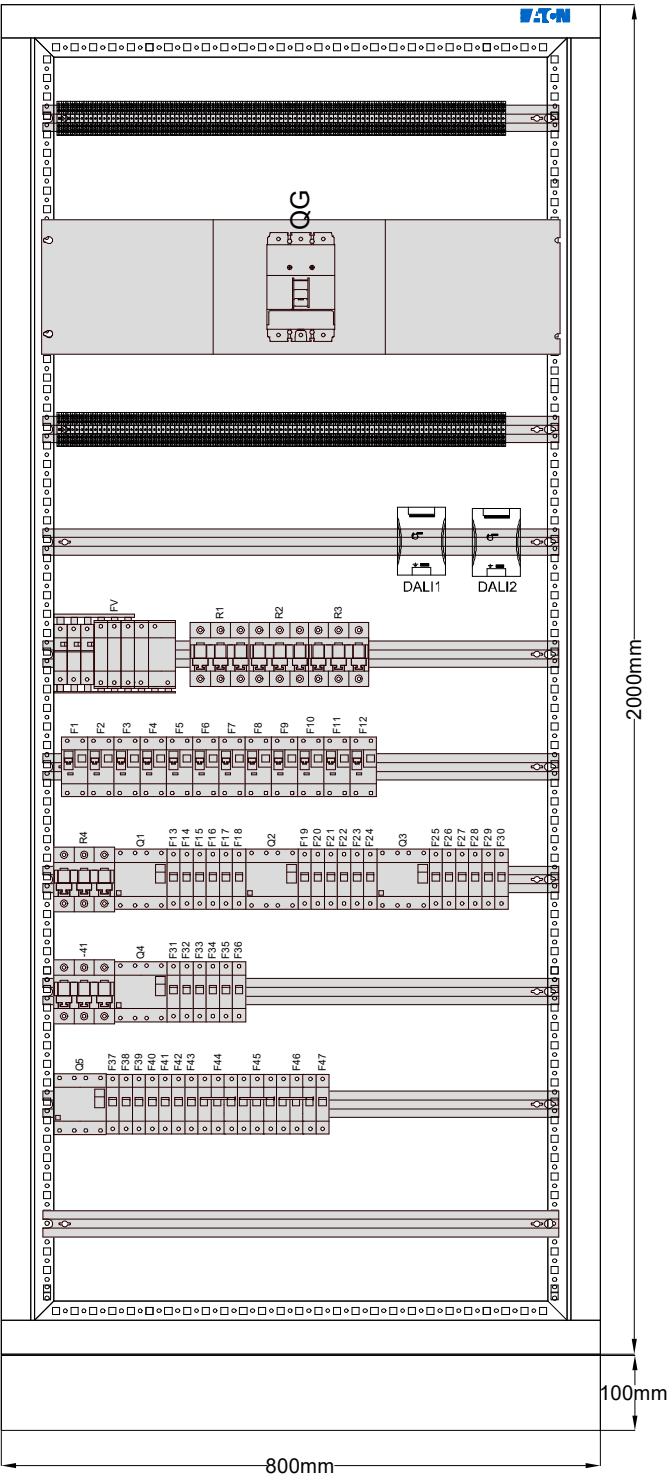 EATON
QG
DALI1 DALI2
FV R1 R2 R3
2000mm
F1 F2 F3 F4 F5 F6 F7 F8 F9 F10 F11 F12
R4 Q1 F13 F14 F15 F16 F17 F18 Q2 F19 F20 F21 F22 F23 F24 Q3 F25 F26 F27 F28 F29 F30
-41 Q4 F31 F32 F33 F34 F35 F36
Q5 F37 F38 F39 F40 F41 F42 F43 F44 F45 F46 F47
100mm
800mm